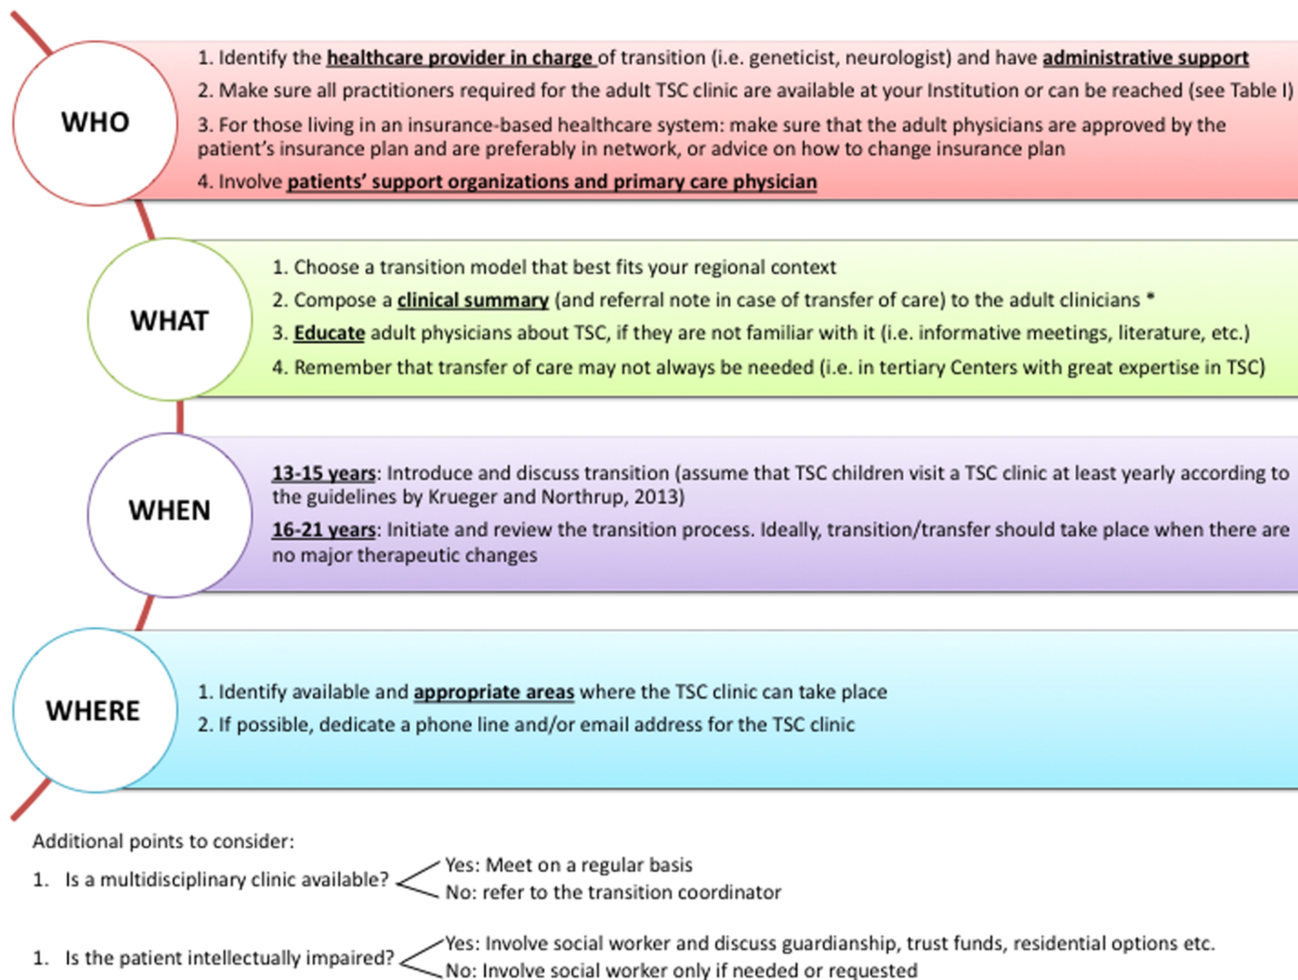 WHO
1. Identify the healthcare provider in charge of transition (i.e. geneticist, neurologist) and have administrative support
2. Make sure all practitioners required for the adult TSC clinic are available at your Institution or can be reached (see Table I)
3. For those living in an insurance-based healthcare system: make sure that the adult physicians are approved by the
patient's insurance plan and are preferably in network, or advice on how to change insurance plan
4. Involve patients' support organizations and primary care physician
WHAT
1. Choose a transition model that best fits your regional context
2. Compose a clinical summary (and referral note in case of transfer of care) to the adult clinicians *
3. Educate adult physicians about TSC, if they are not familiar with it (i.e. informative meetings, literature, etc.)
4. Remember that transfer of care may not always be needed (i.e. in tertiary Centers with great expertise in TSC)
WHEN
13-15 years: Introduce and discuss transition (assume that TSC children visit a TSC clinic at least yearly according to
the guidelines by Krueger and Northrup, 2013)
16-21 years: Initiate and review the transition process. Ideally, transition/transfer should take place when there are
no major therapeutic changes
WHERE
1. Identify available and appropriate areas where the TSC clinic can take place
2. If possible, dedicate a phone line and/or email address for the TSC clinic
Additional points to consider:
1. Is a multidisciplinary clinic available?
Yes: Meet on a regular basis
No: refer to the transition coordinator
1. Is the patient intellectually impaired?
Yes: Involve social worker and discuss guardianship, trust funds, residential options etc.
No: Involve social worker only if needed or requested